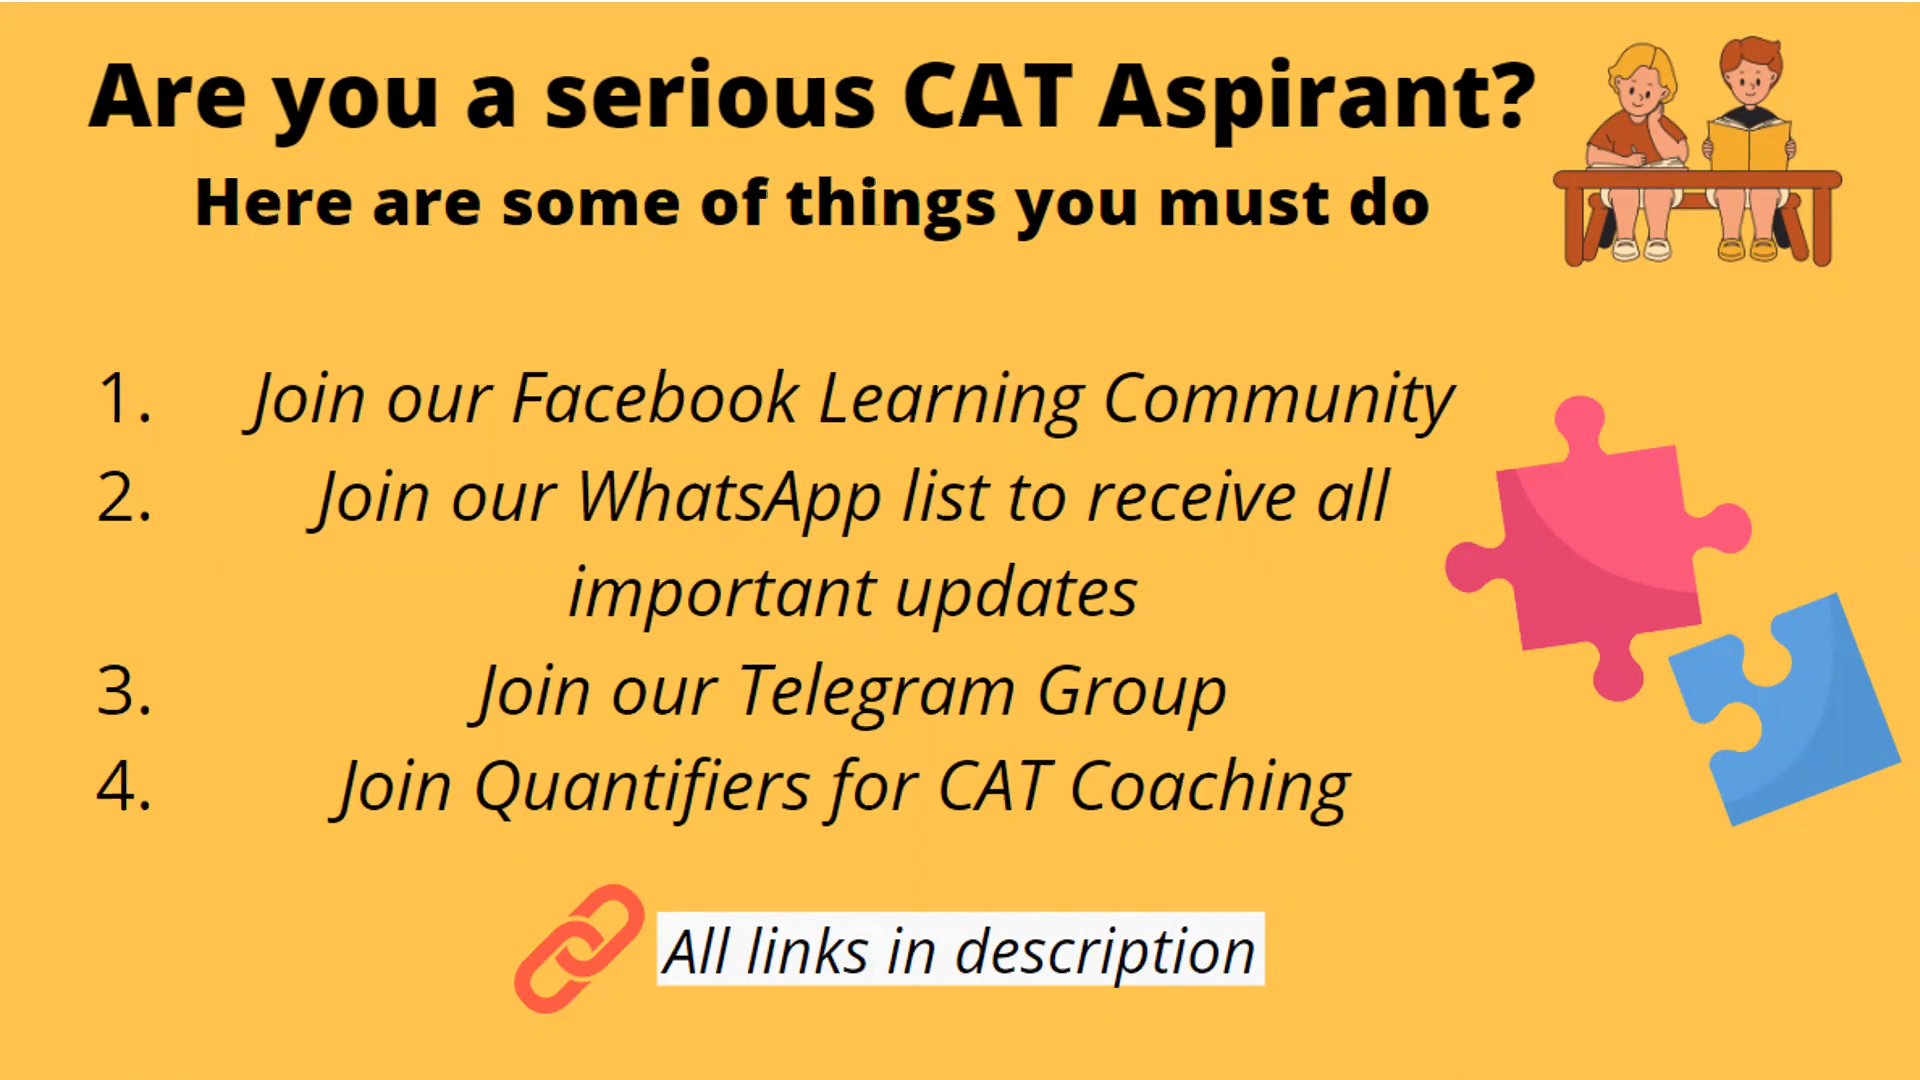 Are you a serious CAT Aspirant?
Here are some of things you must do
1. Join our Facebook Learning Community
2. Join our WhatsApp list to receive all
important updates
3. Join our Telegram Group
4. Join Quantifiers for CAT Coaching
All links in description